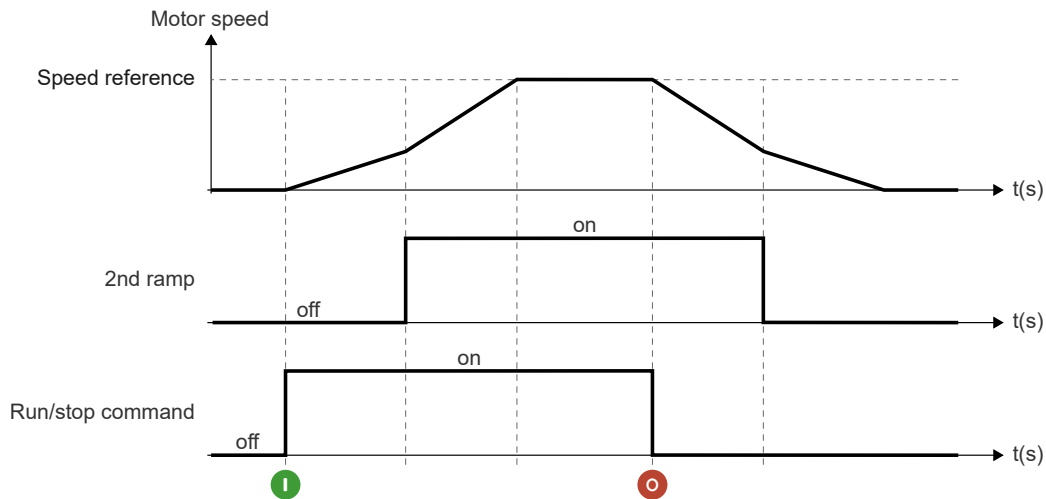 Motor speed
Speed reference
t(s)
on
2nd ramp
off
t(s)
on
Run/stop command
off
t(s)
I
O